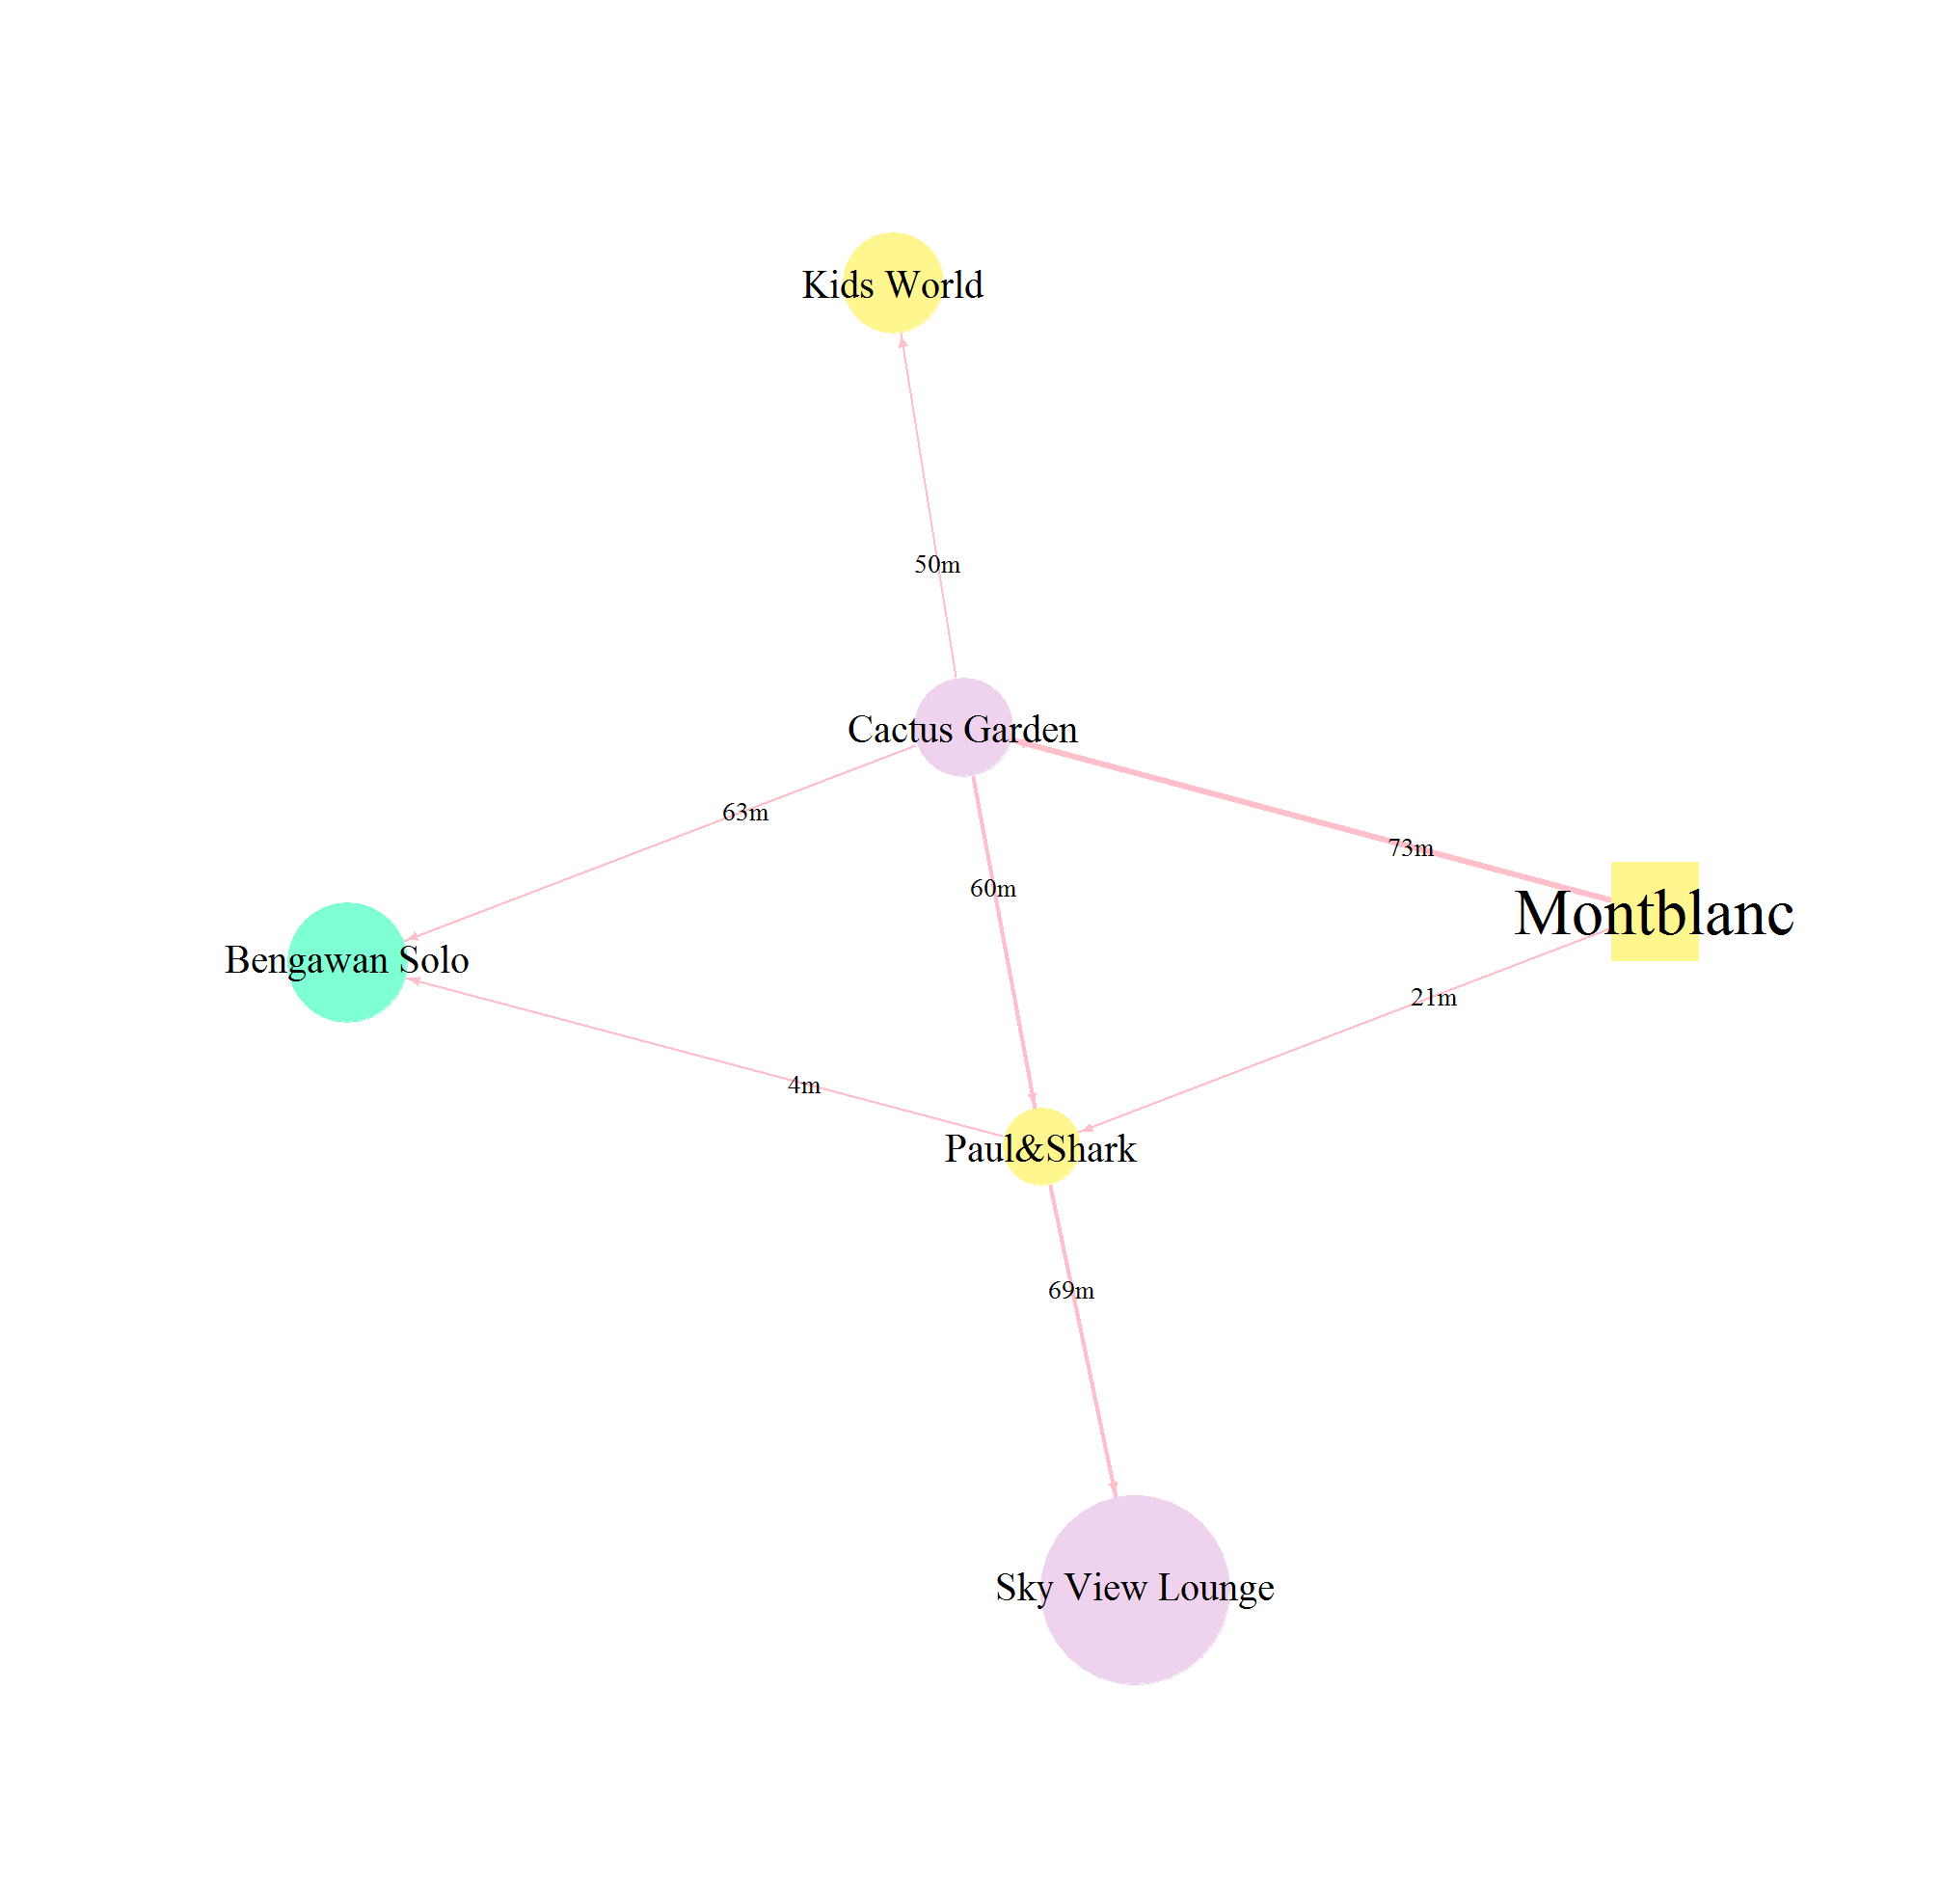 Kids World
50m
Cactus Garden
63m
73m
60m
Montblanc
Bengawan Solo
21m
4m
Paul&Shark
69m
Sky View Lounge